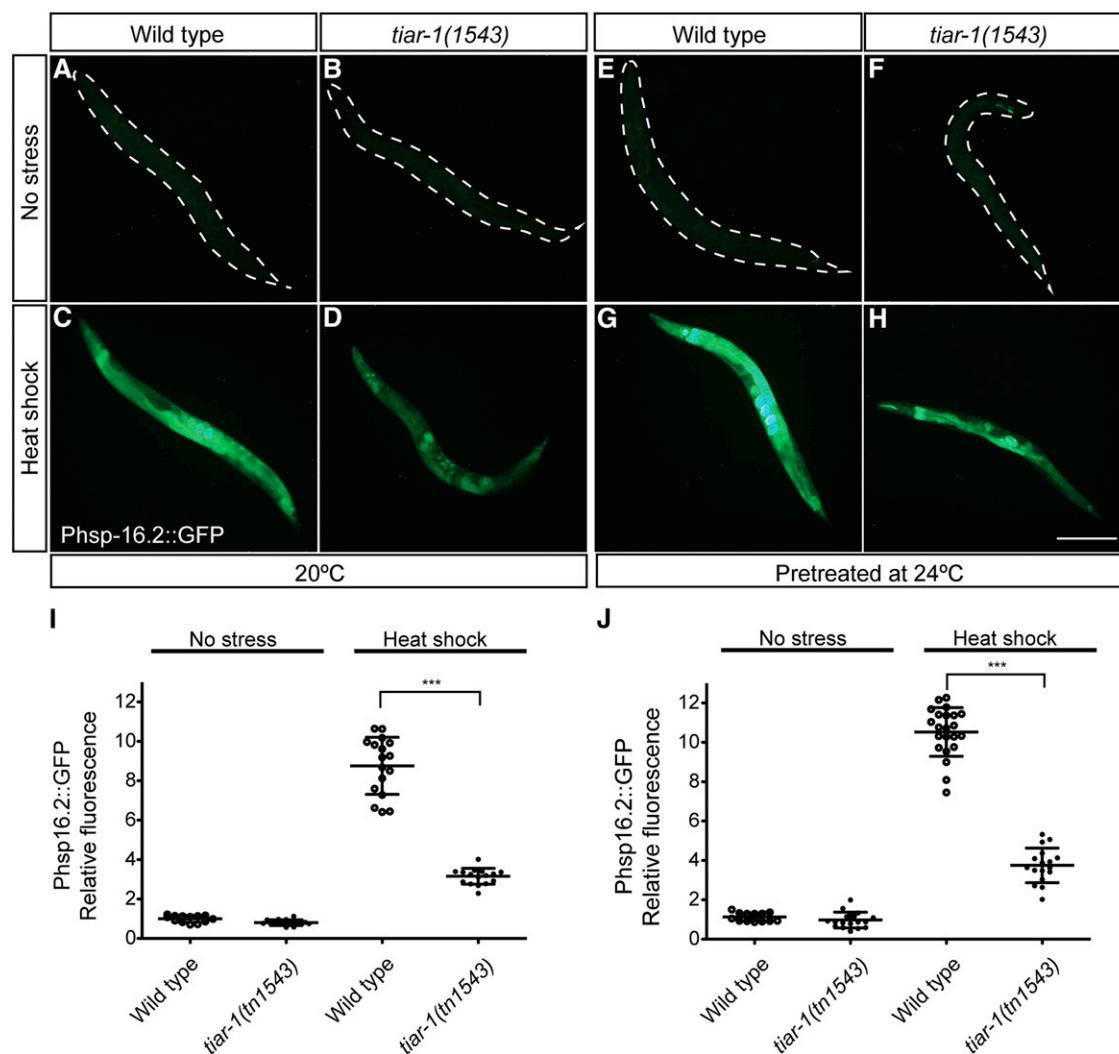 Wild type tiar-1(1543) Wild type tiar-1(1543)
No stress
A B E F
Heat shock
C D G H
Phsp-16.2::GFP
20ºC Pretreated at 24ºC
I
No stress Heat shock
Phsp16.2::GFP
Relative fluorescence
***
12
10
8
6
4
2
0
Wild type
tiar-1(tn1543)
Wild type
tiar-1(tn1543)
J
No stress Heat shock
Phsp16.2::GFP
Relative fluorescence
***
12
10
8
6
4
2
0
Wild type
tiar-1(tn1543)
Wild type
tiar-1(tn1543)